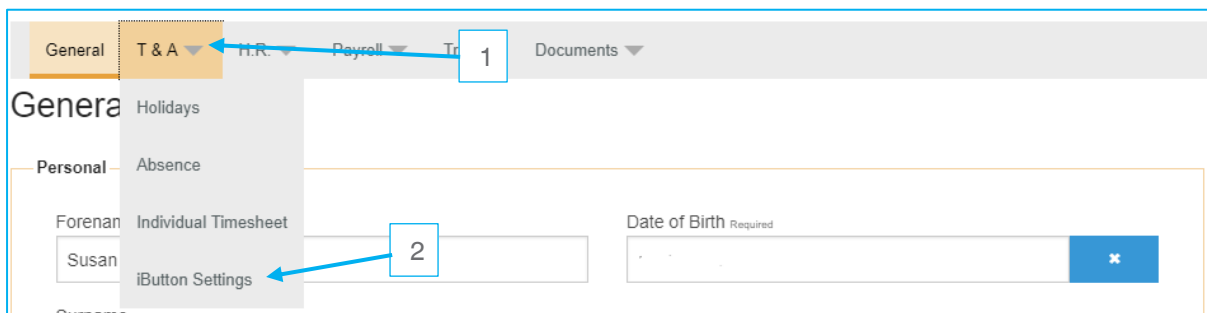 General T & A H.R. Payroll Tr 1 Documents
Genera Holidays
Personal Absence
Forenan Individual Timesheet Date of Birth Required
Susan 2
iButton Settings
Surname